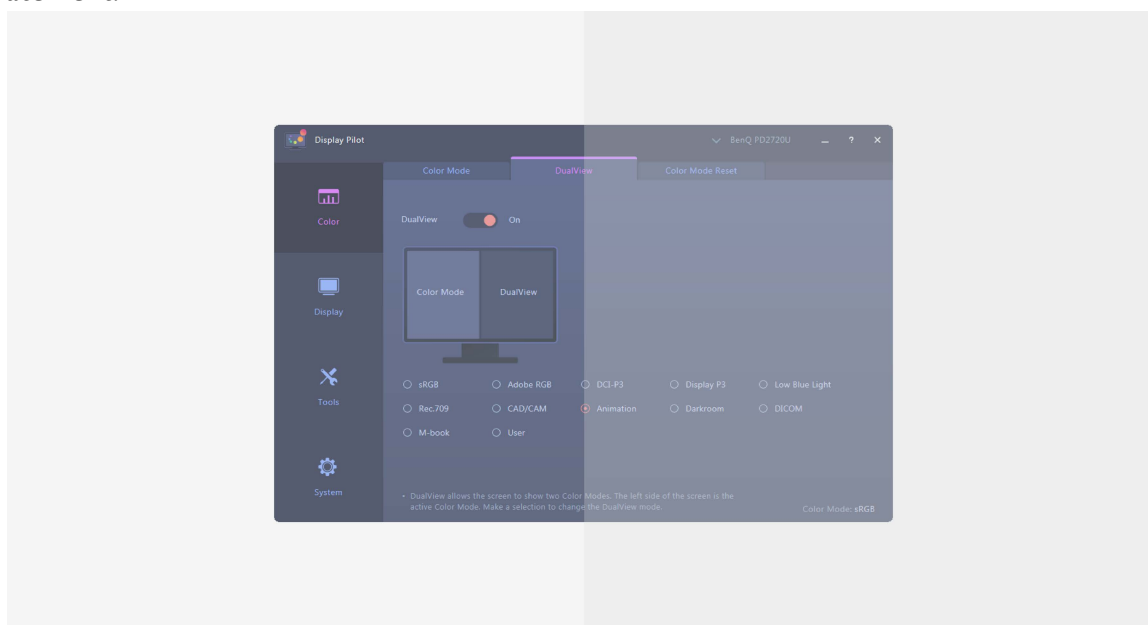 Display Pilot
BenQ PD2720U
?
Color Mode
DualView
Color Mode Reset
Color
Display
Tools
System
DualView
On
Color Mode
DualView
sRGB
Adobe RGB
DCI-P3
Display P3
Low Blue Light
Rec.709
CAD/CAM
Animation
Darkroom
DICOM
M-book
User
• DualView allows the screen to show two Color Modes. The left side of the screen is the
active Color Mode. Make a selection to change the DualView mode.
Color Mode: sRGB